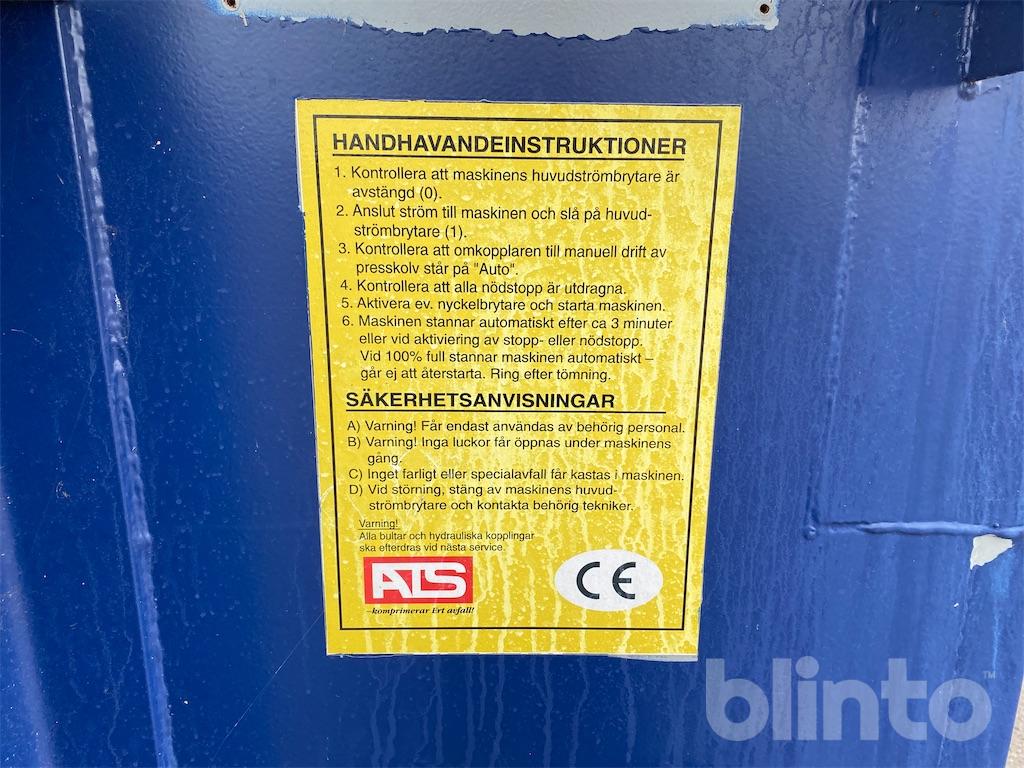 HANDHAVANDEINSTRUKTIONER
1. Kontrollera att maskinens huvudströmbrytare är
avstängd (0).
2. Anslut ström till maskinen och slå på huvud-
strömbrytare (1).
3. Kontrollera att omkopplaren till manuell drift av
presskolv står på "Auto".
4. Kontrollera att alla nödstopp är utdragna.
5. Aktivera ev. nyckelbrytare och starta maskinen.
6. Maskinen stannar automatiskt efter ca 3 minuter
eller vid aktiviering av stopp- eller nödstopp.
Vid 100% full stannar maskinen automatiskt –
går ej att återstarta. Ring efter tömning.
SÄKERHETSANVISNINGAR
A) Varning! Får endast användas av behörig personal.
B) Varning! Inga luckor får öppnas under maskinens
gång.
C) Inget farligt eller specialavfall får kastas i maskinen.
D) Vid störning, stäng av maskinens huvud-
strömbrytare och kontakta behörig tekniker.
Varning!
Alla bultar och hydrauliska kopplingar
ska efterdras vid nästa service.
ATS
–komprimerar Ert avfall!
CE
blinto™